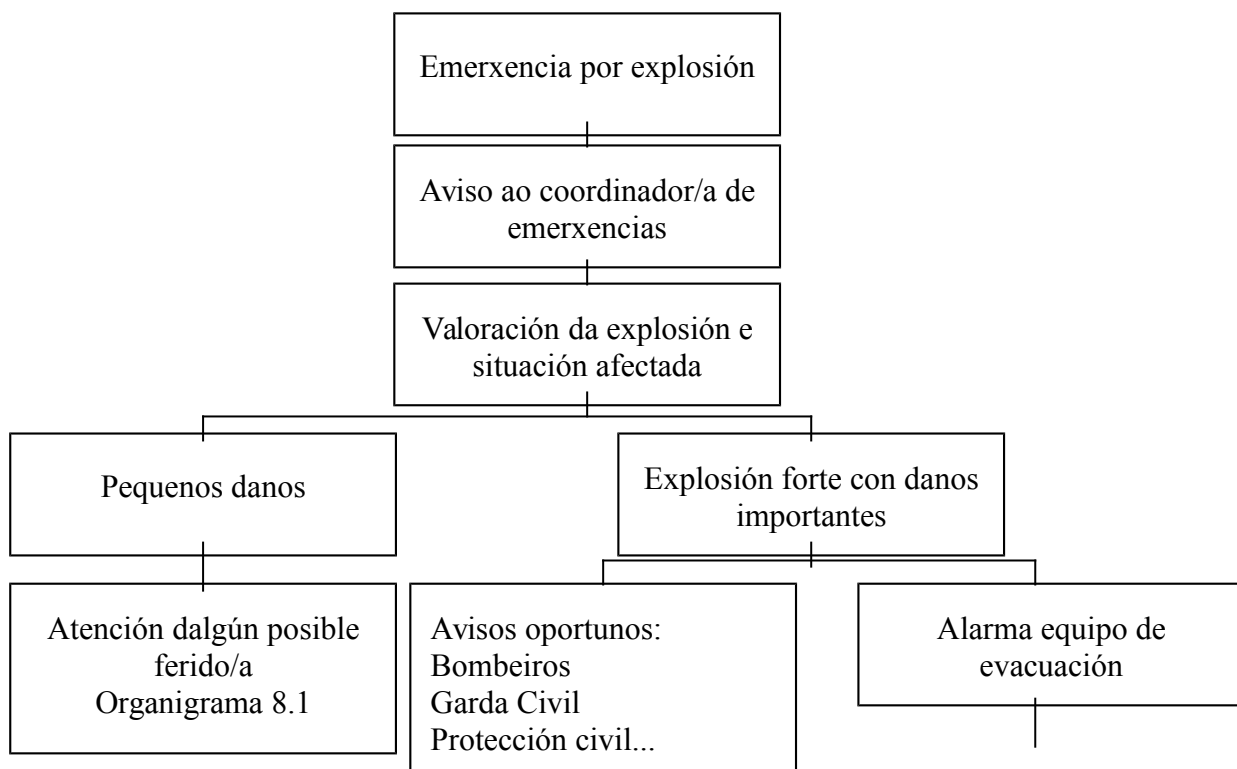 Emerxencia por explosión
Aviso ao coordinador/a de
emerxencias
Valoración da explosión e
situación afectada
Pequenos danos
Explosión forte con danos
importantes
Atención dalgún posible
ferido/a
Organigrama 8.1
Avisos oportunos:
Bombeiros
Garda Civil
Protección civil...
Alarma equipo de
evacuación